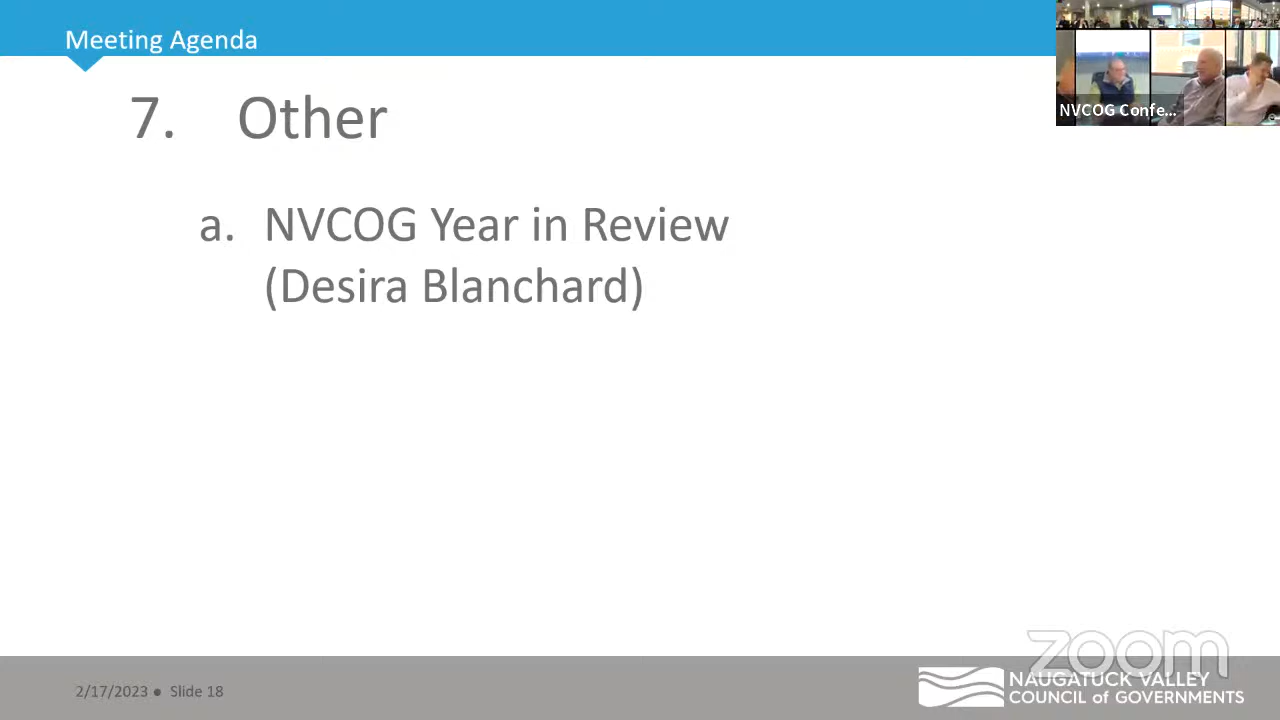 Meeting Agenda
7. Other
a. NVCOG Year in Review
(Desira Blanchard)
NVCOG Confe...
zoom
2/17/2023 ● Slide 18
NAUGATUCK VALLEY
COUNCIL of GOVERNMENTS